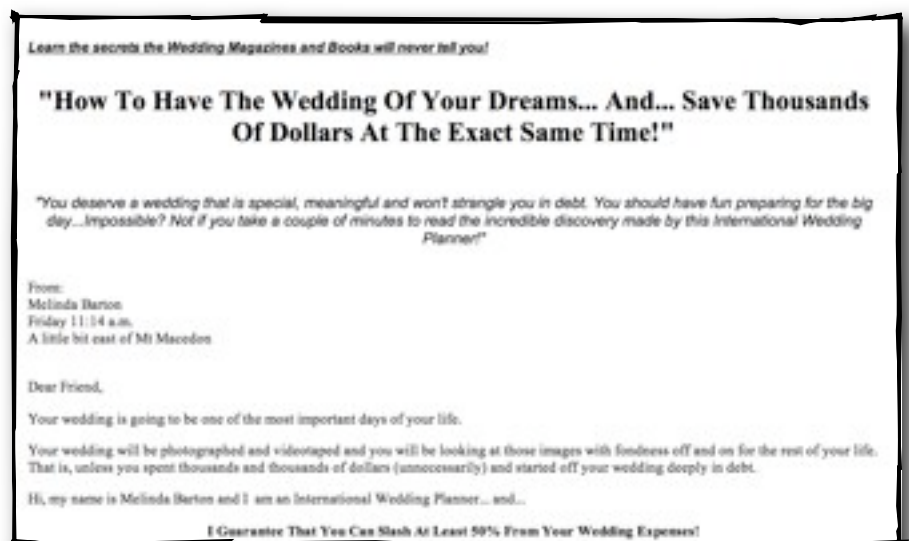 Learn the secrets the Wedding Magazines and Books will never tell you!
"How To Have The Wedding Of Your Dreams... And... Save Thousands
Of Dollars At The Exact Same Time!"
"You deserve a wedding that is special, meaningful and won't strangle you in debt. You should have fun preparing for the big
day...Impossible? Not if you take a couple of minutes to read the incredible discovery made by this International Wedding
Planner!"
From:
Melinda Barton
Friday 11:14 a.m.
A little bit east of Mt Macedon
Dear Friend,
Your wedding is going to be one of the most important days of your life.
Your wedding will be photographed and videotaped and you will be looking at those images with fondness off and on for the rest of your life.
That is, unless you spent thousands and thousands of dollars (unnecessarily) and started off your wedding deeply in debt.
Hi, my name is Melinda Barton and I am an International Wedding Planner... and...
I Guarantee That You Can Slash At Least 50% From Your Wedding Expenses!